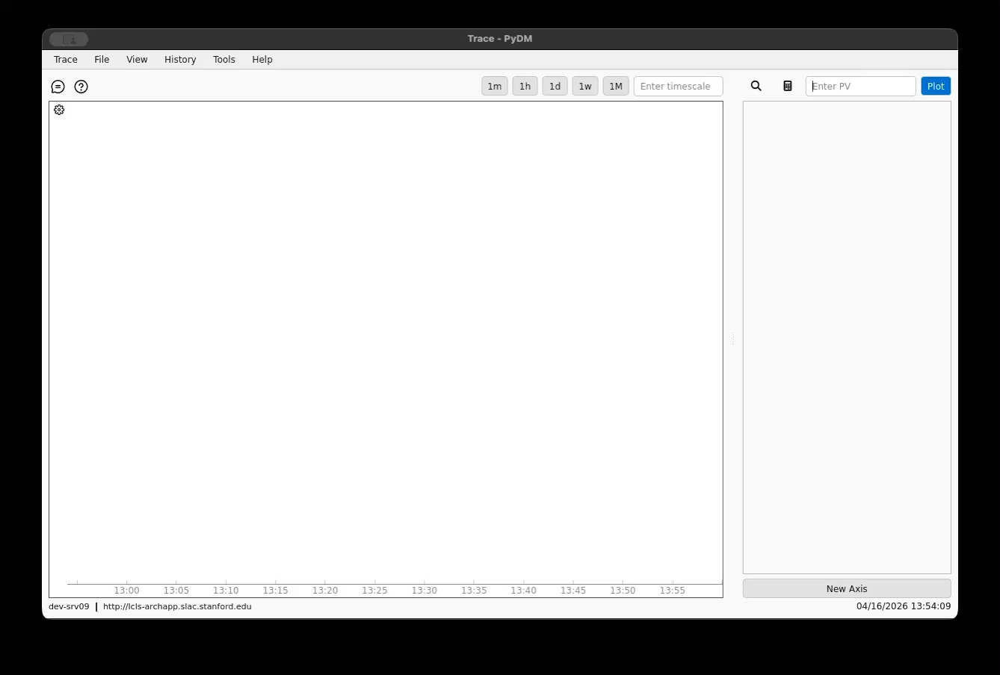 Trace - PyDM
Trace File View History Tools Help
1m 1h 1d 1w 1M Enter timescale Enter PV Plot
13:00 13:05 13:10 13:15 13:20 13:25 13:30 13:35 13:40 13:45 13:50 13:55
New Axis
dev-srv09 | http://lcls-archapp.slac.stanford.edu 04/16/2026 13:54:09